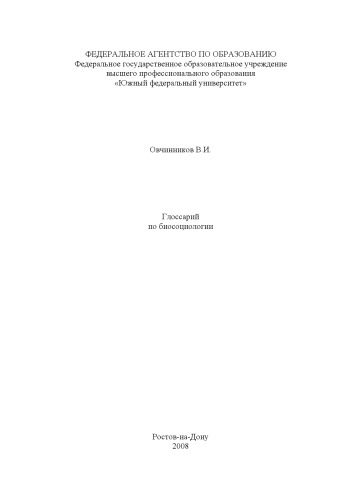 ФЕДЕРАЛЬНОЕ АГЕНТСТВО ПО ОБРАЗОВАНИЮ
Федеральное государственное образовательное учреждение
высшего профессионального образования
«Южный федеральный университет»
Овчинников В.И.
Глоссарий
по биосоциологии
Ростов-на-Дону
2008